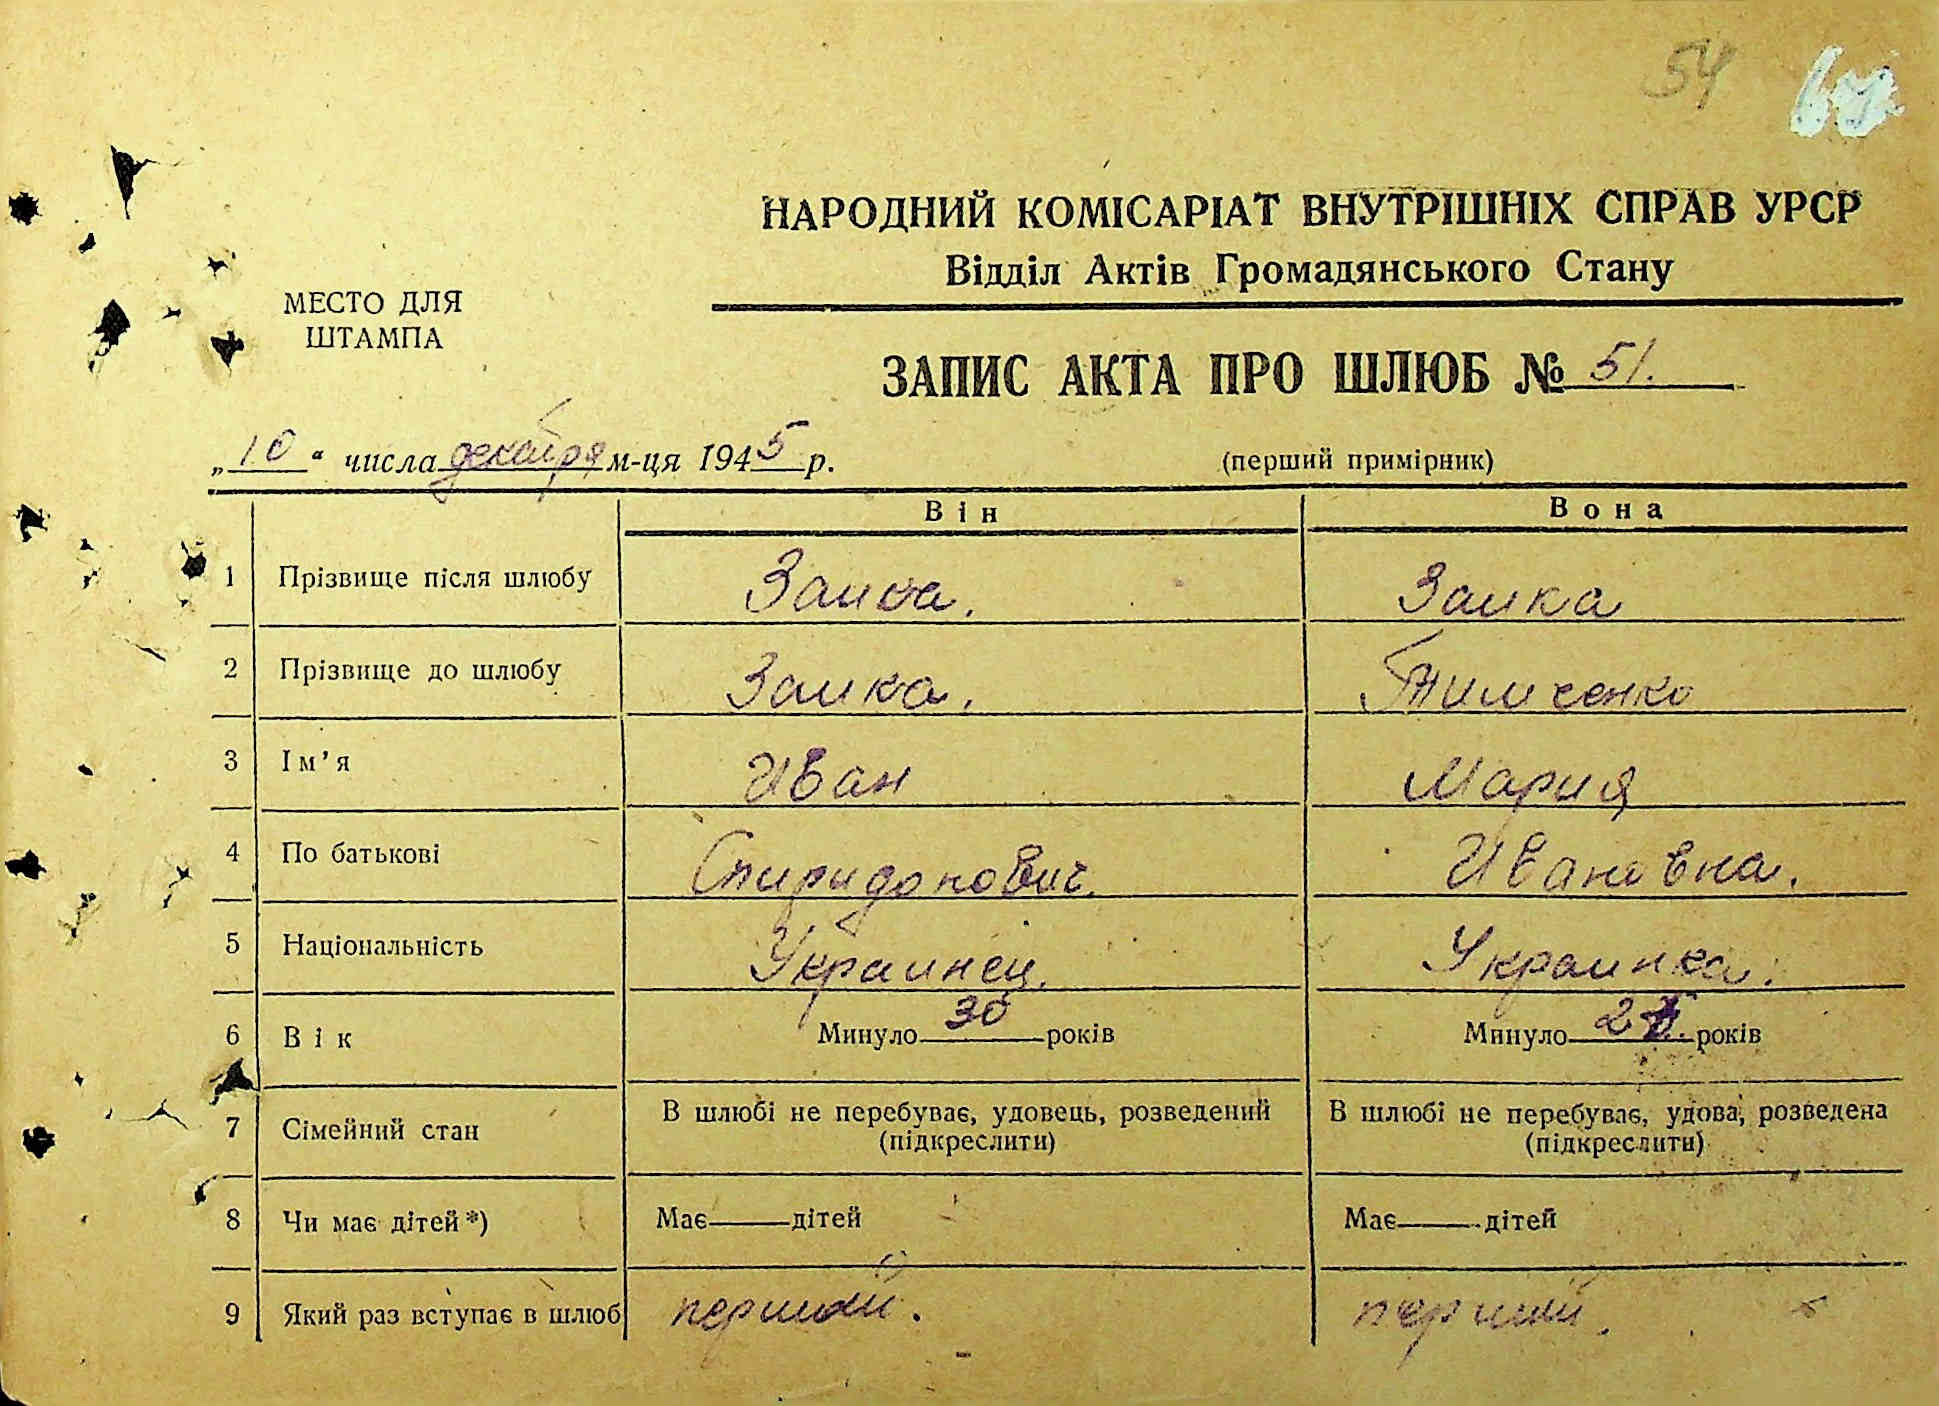 54
НАРОДНИЙ КОМІСАРІАТ ВНУТРІШНІХ СПРАВ УРСР
Відділ Актів Громадянського Стану
МЕСТО ДЛЯ
ШТАМПА
ЗАПИС АКТА ПРО ШЛЮБ № 51.
„10“ числа декабря м-ця 1945 р.
(перший примірник)
Він Вона
1 Прізвище після шлюбу Заика. Заика
2 Прізвище до шлюбу Заика. Тимченко
3 Ім'я Иван Мария
4 По батькові Спиридонович. Ивановна.
5 Національність Украинец. Украинка.
6 Вік Минуло 30 років Минуло років
7 Сімейний стан В шлюбі не перебуває, удовець, розведений В шлюбі не перебуває, удова, розведена
(підкреслити) (підкреслити)
8 Чи має дітей*) Має — дітей Має — дітей
9 Який раз вступає в шлюб перший. перший.